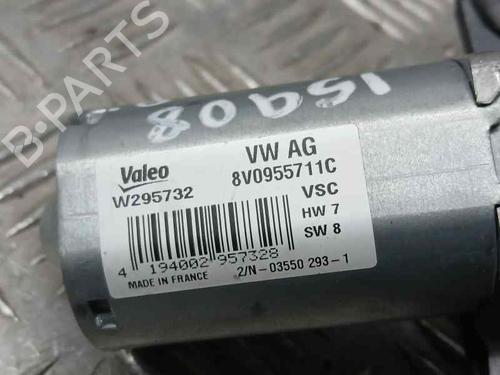 B-PARTS
15908
Valeo
VW AG
W295732
8V0955711C
VSC
HW 7
SW 8
4 194002 957328
MADE IN FRANCE
2/N-03550 293-1